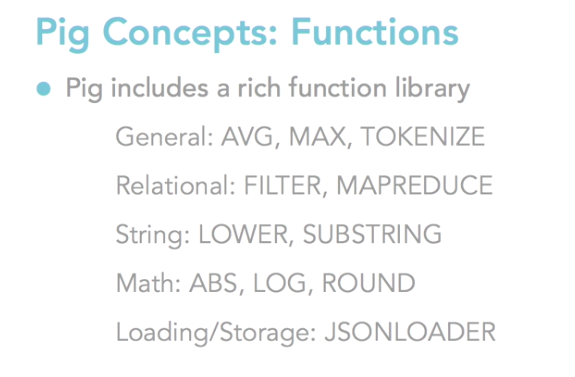 Pig Concepts: Functions
● Pig includes a rich function library
General: AVG, MAX, TOKENIZE
Relational: FILTER, MAPREDUCE
String: LOWER, SUBSTRING
Math: ABS, LOG, ROUND
Loading/Storage: JSONLOADER